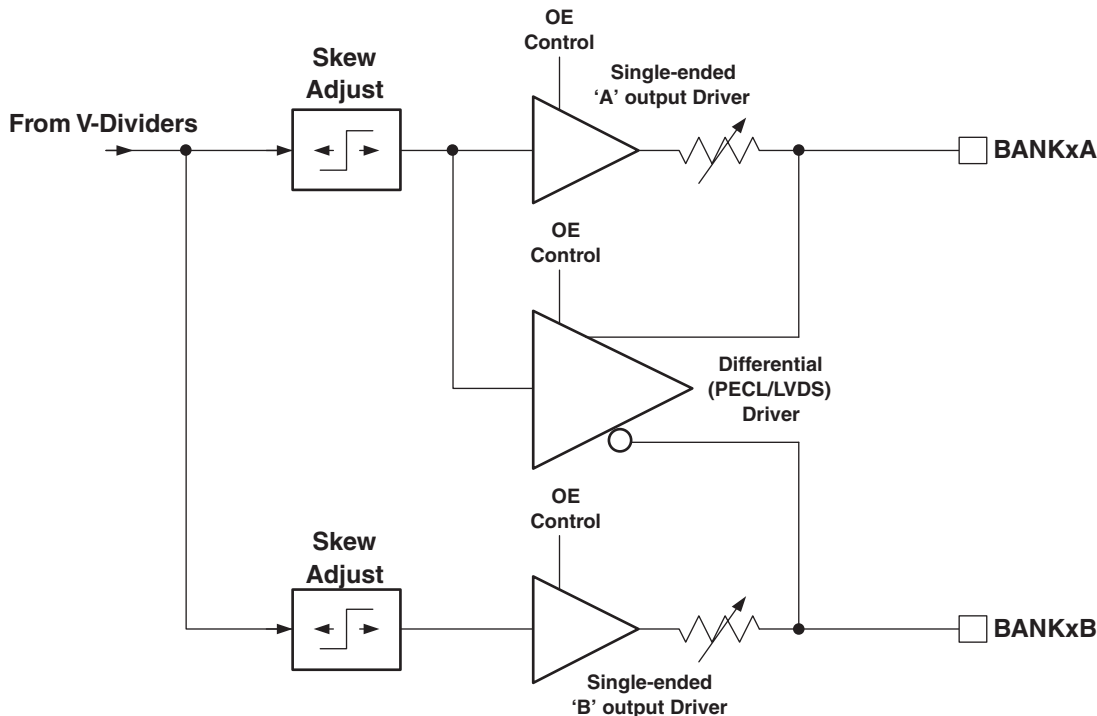 OE
Control
Skew
Adjust
Single-ended
‘A’ output Driver
From V-Dividers
BANKxA
OE
Control
Differential
(PECL/LVDS)
Driver
OE
Control
Skew
Adjust
BANKxB
Single-ended
‘B’ output Driver